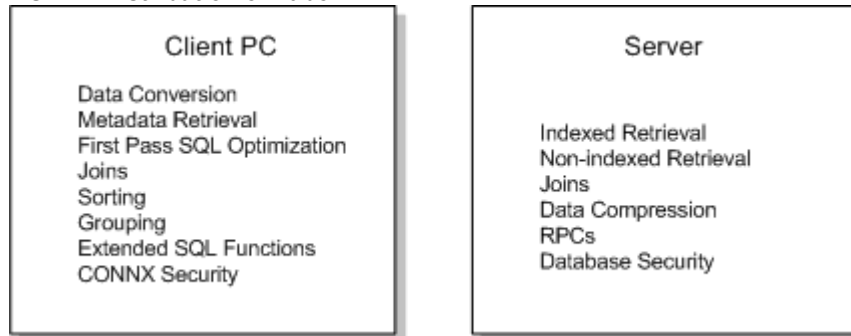 Client PC
Data Conversion
Metadata Retrieval
First Pass SQL Optimization
Joins
Sorting
Grouping
Extended SQL Functions
CONNX Security
Server
Indexed Retrieval
Non-indexed Retrieval
Joins
Data Compression
RPCs
Database Security